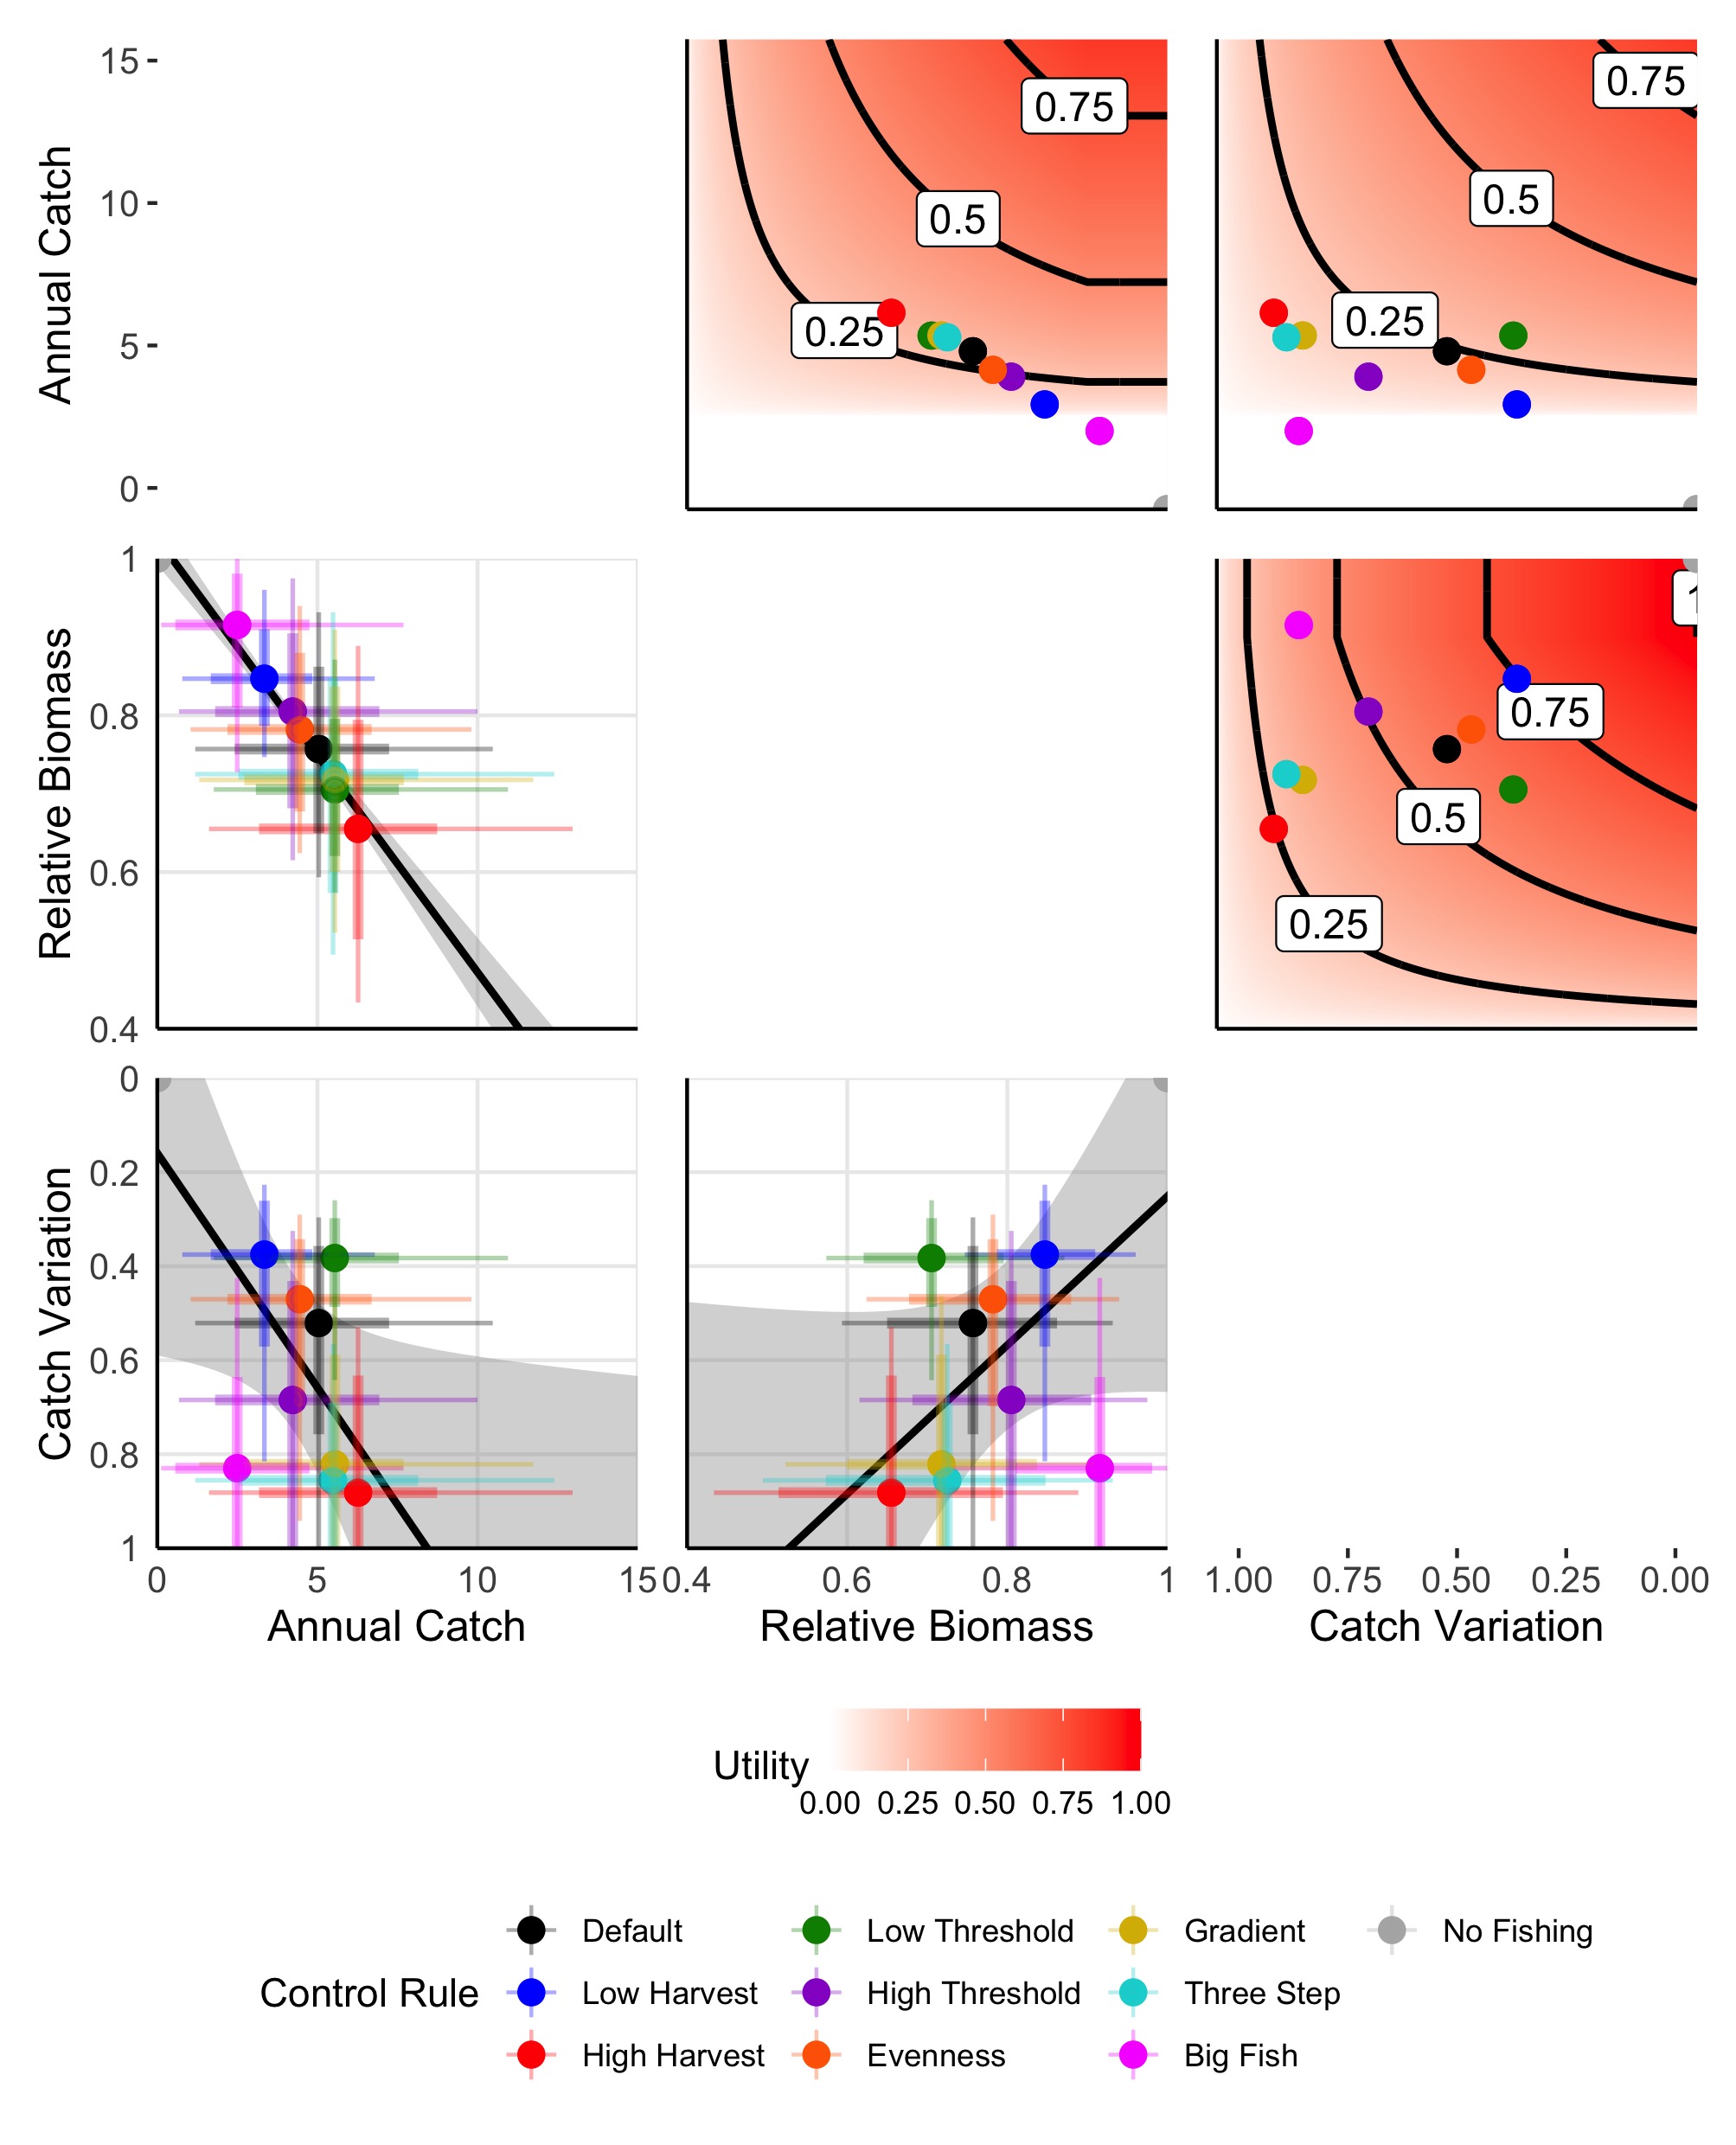 Annual Catch
15
10
5
0
0.75
0.5
0.25
0.75
0.5
0.25
Relative Biomass
1
0.8
0.6
0.4
1
0.75
0.5
0.25
Catch Variation
0
0.2
0.4
0.6
0.8
1
0 5 10 15
0.4 0.6 0.8 1
1.00 0.75 0.50 0.25 0.00
Annual Catch
Relative Biomass
Catch Variation
Utility
0.00 0.25 0.50 0.75 1.00
Control Rule
Default Low Threshold Gradient No Fishing
Low Harvest High Threshold Three Step
High Harvest Evenness Big Fish